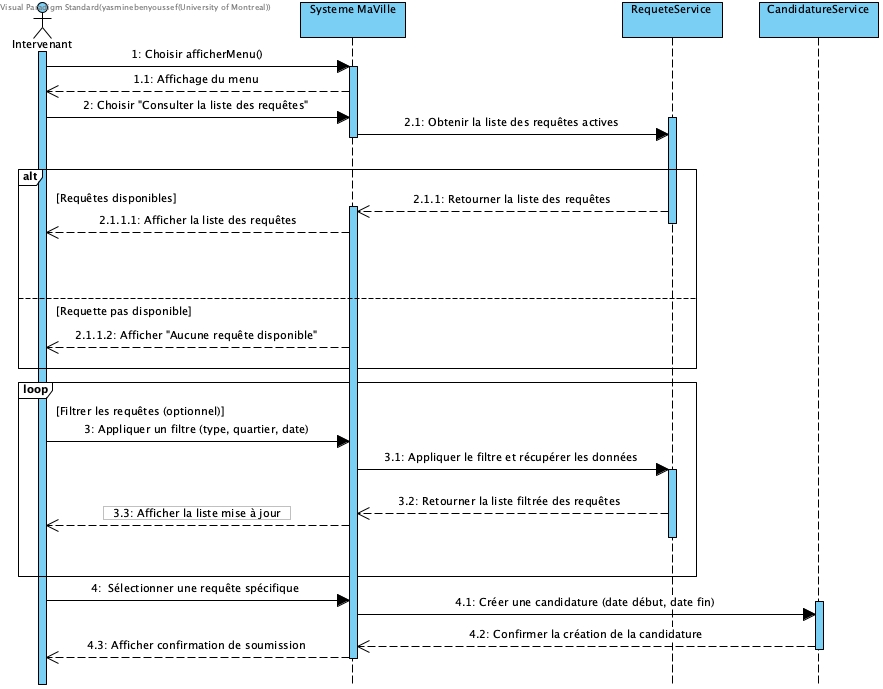 Visual Paradigm Standard(yasminebenyoussef(University of Montreal))
Intervenant
Systeme MaVille
RequeteService
CandidatureService
1: Choisir afficherMenu()
1.1: Affichage du menu
2: Choisir "Consulter la liste des requêtes"
2.1: Obtenir la liste des requêtes actives
alt
[Requêtes disponibles]
2.1.1: Retourner la liste des requêtes
2.1.1.1: Afficher la liste des requêtes
[Requette pas disponible]
2.1.1.2: Afficher "Aucune requête disponible"
loop
[Filtrer les requêtes (optionnel)]
3: Appliquer un filtre (type, quartier, date)
3.1: Appliquer le filtre et récupérer les données
3.2: Retourner la liste filtrée des requêtes
3.3: Afficher la liste mise à jour
4: Sélectionner une requête spécifique
4.1: Créer une candidature (date début, date fin)
4.2: Confirmer la création de la candidature
4.3: Afficher confirmation de soumission